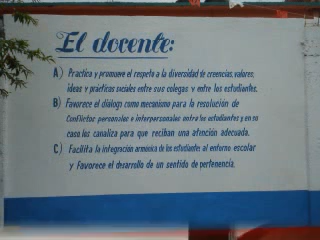 El docente:
A) Practica y promueve el respeto a la diversidad de creencias, valores,
ideas y prácticas sociales entre sus colegas y entre los estudiantes.
B) Favorece el diálogo como mecanismo para la resolución de
Conflictos personales e interpersonales entre los estudiantes y en su
caso los canaliza para que reciban una atención adecuada.
C) Facilita la integración armónica de los estudiantes al entorno escolar
y Favorece el desarrollo de un sentido de pertenencia.